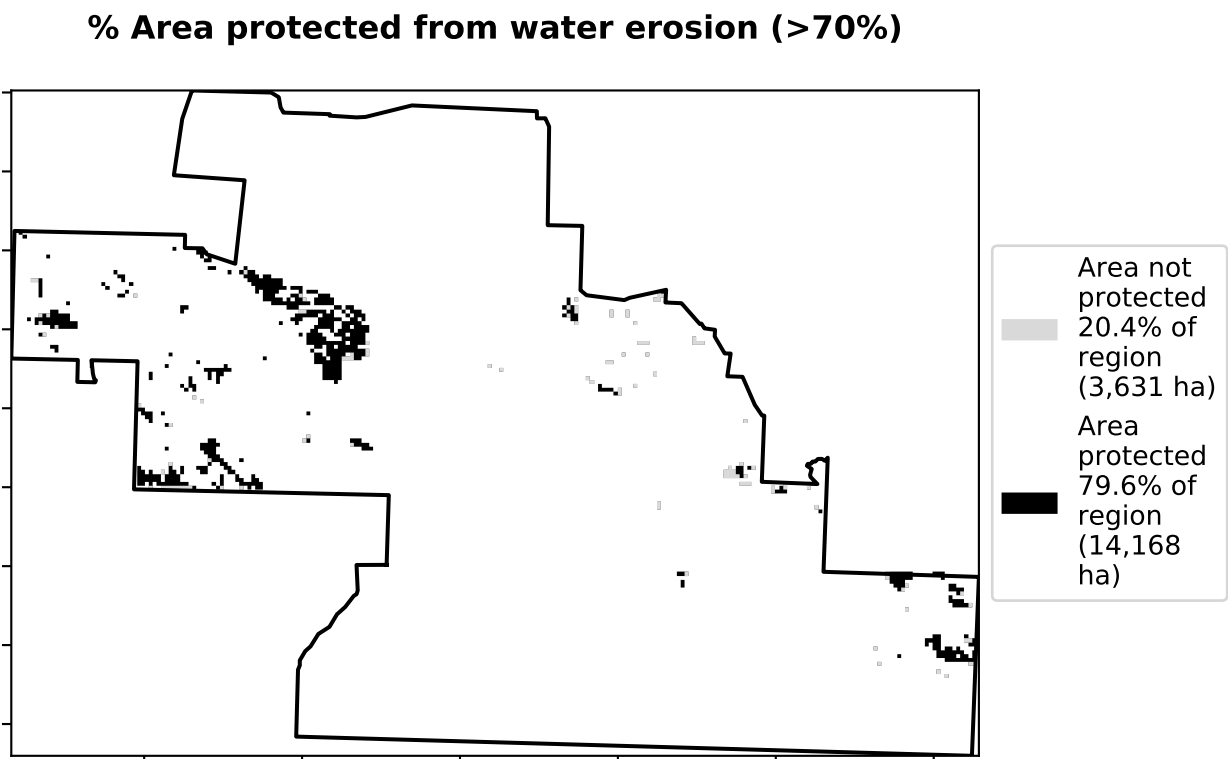 % Area protected from water erosion (>70%)
Area not
protected
20.4% of
region
(3,631 ha)
Area
protected
79.6% of
region
(14,168
ha)